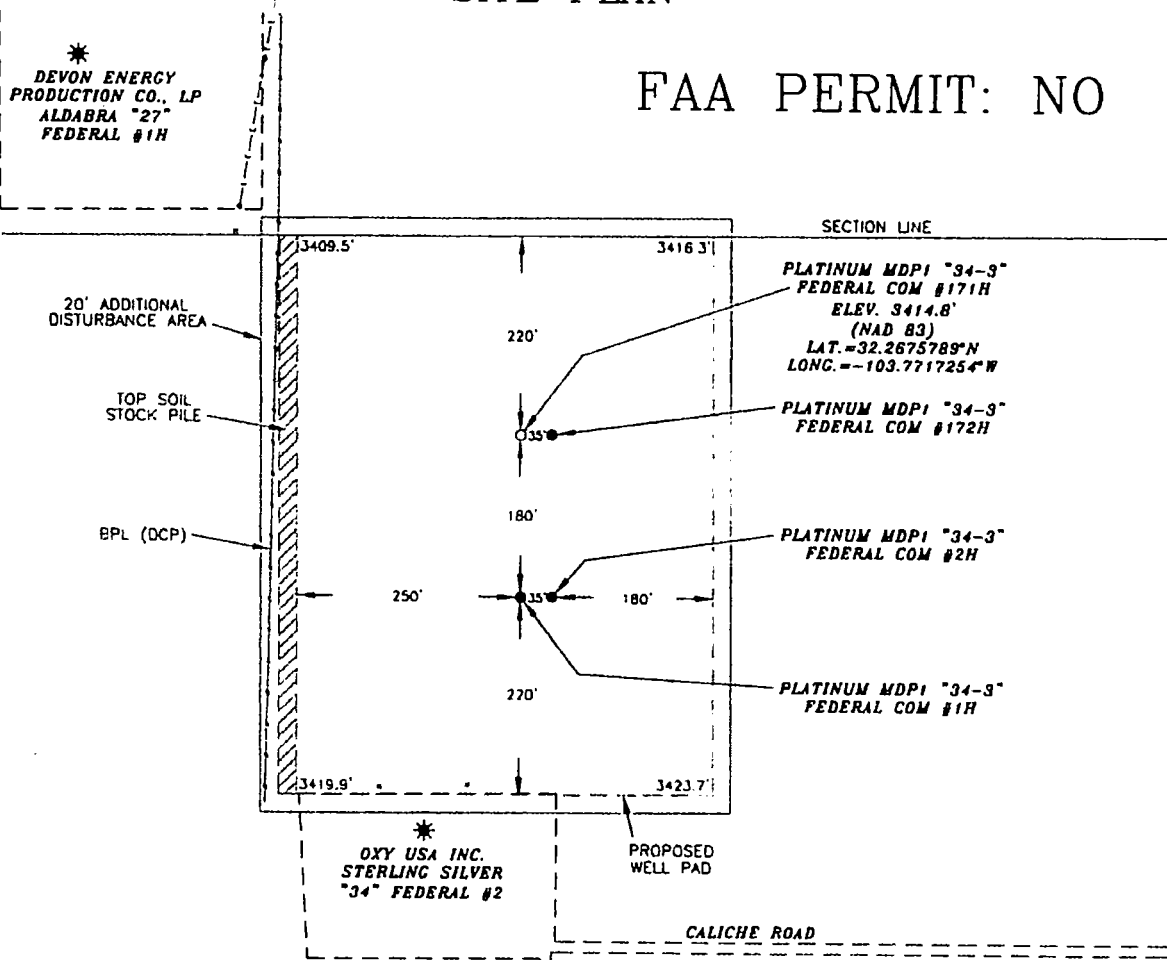 DEVON ENERGY
PRODUCTION CO., LP
ALDABRA "27"
FEDERAL #1H
FAA PERMIT: NO
SECTION LINE
3409.5'
3416.3'
PLATINUM MDP1 "34-3"
FEDERAL COM #171H
ELEV. 3414.8'
(NAD 83)
LAT.=32.2675789°N
LONG.=-103.7717254°W
20' ADDITIONAL
DISTURBANCE AREA
220'
TOP SOIL
STOCK PILE
PLATINUM MDP1 "34-3"
FEDERAL COM #172H
35'
180'
BPL (DCP)
PLATINUM MDP1 "34-3"
FEDERAL COM #2H
250'
35'
180'
220'
PLATINUM MDP1 "34-3"
FEDERAL COM #1H
3419.9'
3423.7'
OXY USA INC.
STERLING SILVER
"34" FEDERAL #2
PROPOSED
WELL PAD
CALICHE ROAD